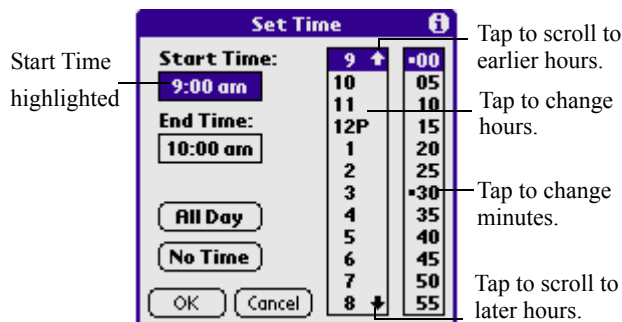 Set Time
Start Time:
9:00 am
End Time:
10:00 am
All Day
No Time
OK
Cancel
9
10
11
12P
1
2
3
4
5
6
7
8
00
05
10
15
20
25
30
35
40
45
50
55
Start Time
highlighted
Tap to scroll to
earlier hours.
Tap to change
hours.
Tap to change
minutes.
Tap to scroll to
later hours.